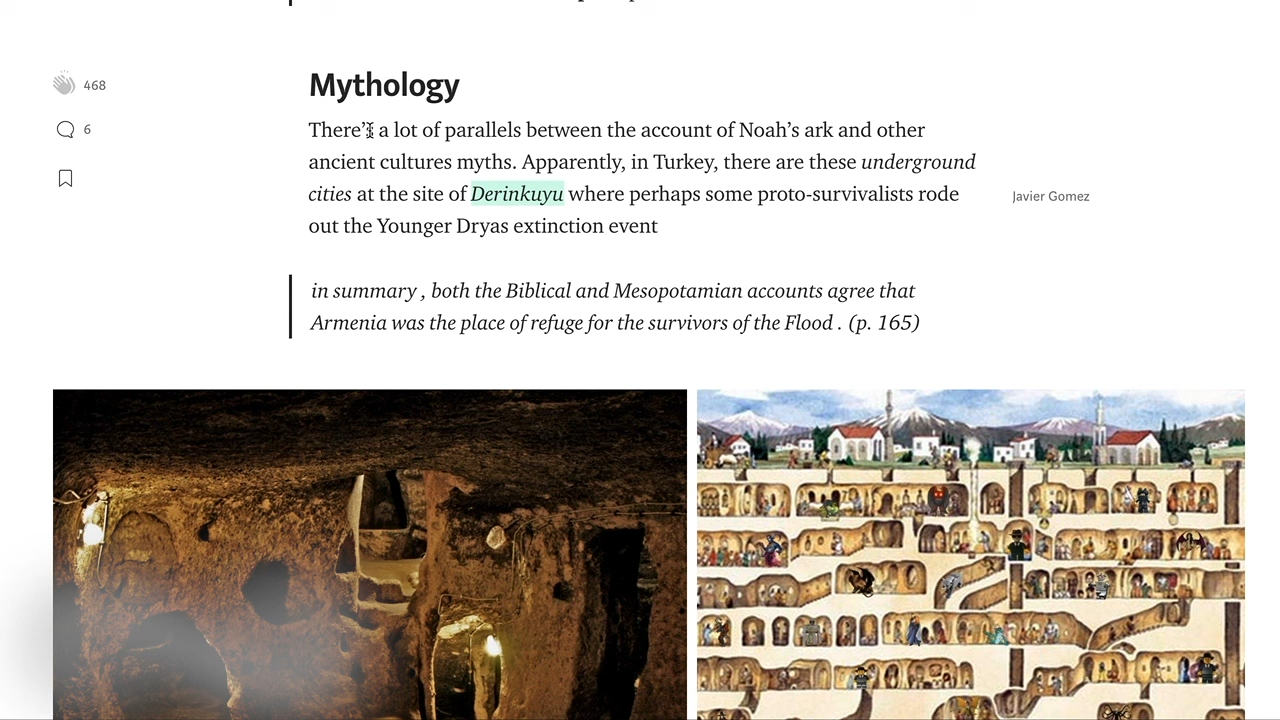 468
6
Mythology
There's a lot of parallels between the account of Noah's ark and other
ancient cultures myths. Apparently, in Turkey, there are these underground
cities at the site of Derinkuyu where perhaps some proto-survivalists rode
out the Younger Dryas extinction event
Javier Gomez
in summary , both the Biblical and Mesopotamian accounts agree that
Armenia was the place of refuge for the survivors of the Flood . (p. 165)